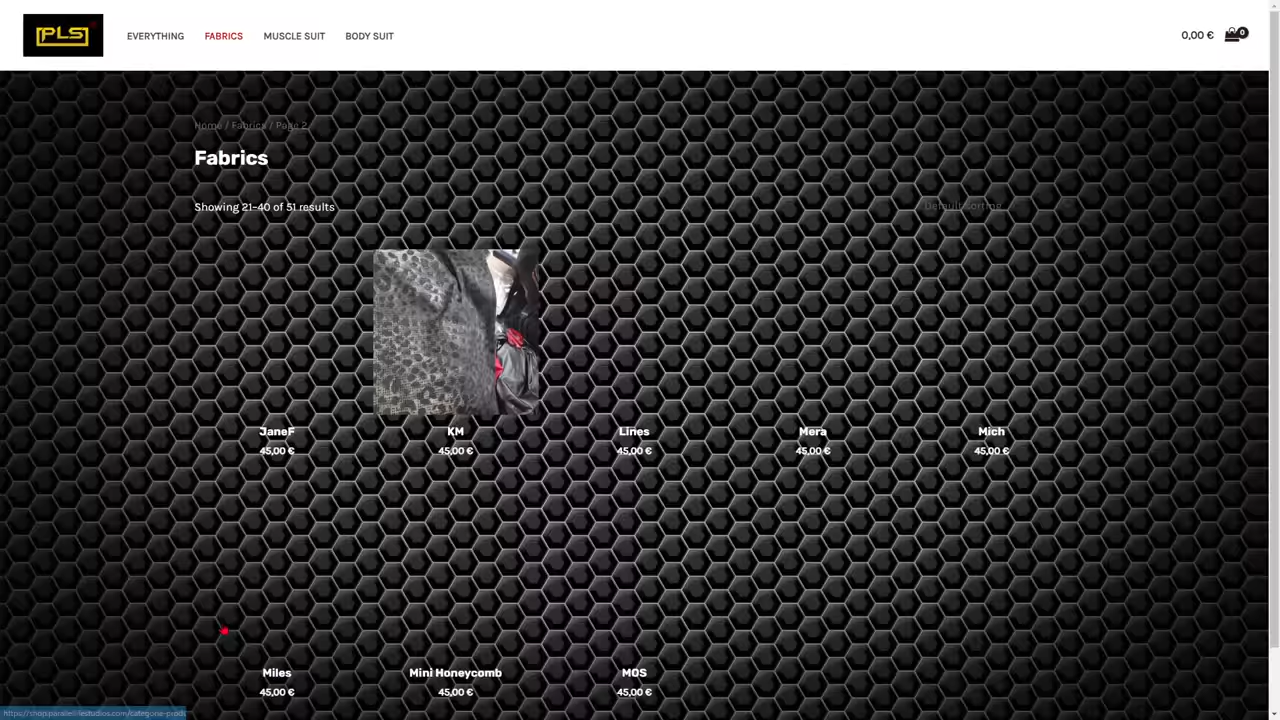 PLS
EVERYTHING
FABRICS
MUSCLE SUIT
BODY SUIT
0,00 €
0
Home / Fabrics / Page 2
Fabrics
Showing 21–40 of 51 results
Default sorting
JaneF
45,00 €
KM
45,00 €
Lines
45,00 €
Mera
45,00 €
Mich
45,00 €
Miles
45,00 €
Mini Honeycomb
45,00 €
MOS
45,00 €